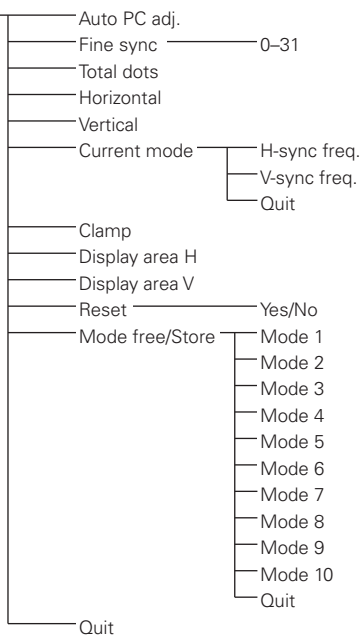 Auto PC adj.
Fine sync 0–31
Total dots
Horizontal
Vertical
Current mode H-sync freq.
V-sync freq.
Quit
Clamp
Display area H
Display area V
Reset Yes/No
Mode free/Store Mode 1
Mode 2
Mode 3
Mode 4
Mode 5
Mode 6
Mode 7
Mode 8
Mode 9
Mode 10
Quit
Quit